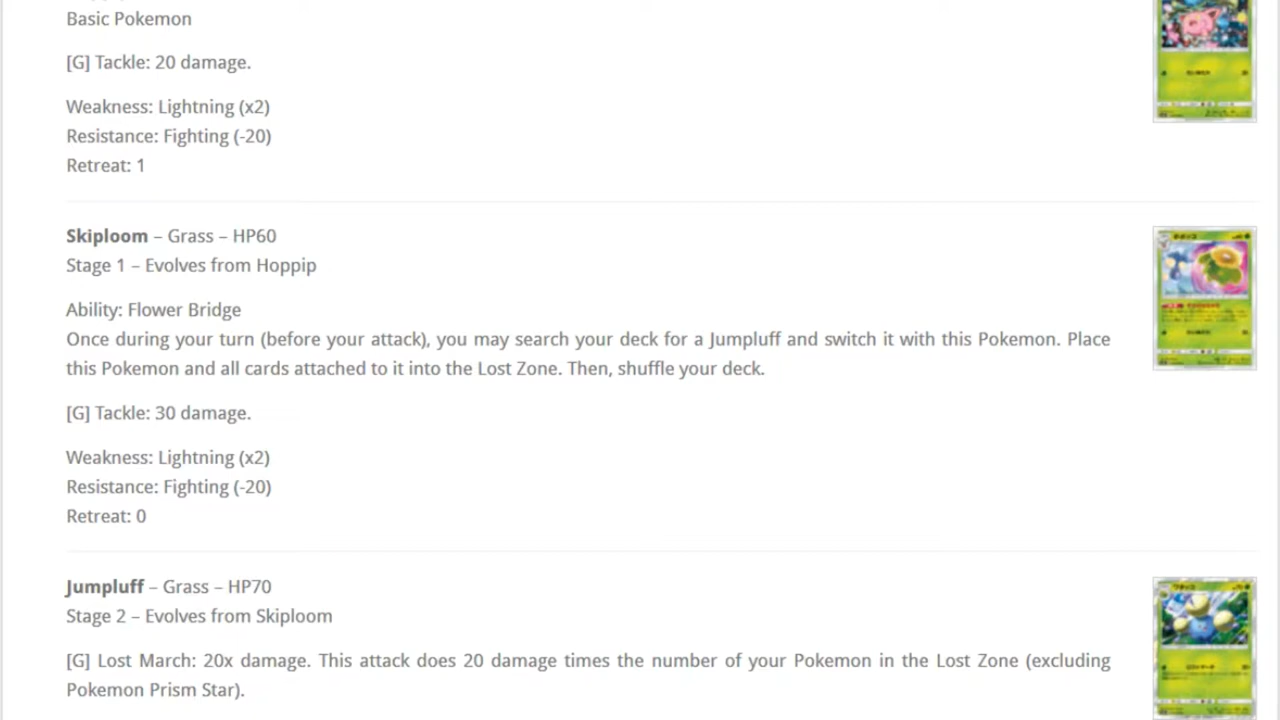 Basic Pokemon
[G] Tackle: 20 damage.
Weakness: Lightning (x2)
Resistance: Fighting (-20)
Retreat: 1
Skiploom – Grass – HP60
Stage 1 – Evolves from Hoppip
Ability: Flower Bridge
Once during your turn (before your attack), you may search your deck for a Jumpluff and switch it with this Pokemon. Place
this Pokemon and all cards attached to it into the Lost Zone. Then, shuffle your deck.
[G] Tackle: 30 damage.
Weakness: Lightning (x2)
Resistance: Fighting (-20)
Retreat: 0
Jumpluff – Grass – HP70
Stage 2 – Evolves from Skiploom
[G] Lost March: 20x damage. This attack does 20 damage times the number of your Pokemon in the Lost Zone (excluding
Pokemon Prism Star).